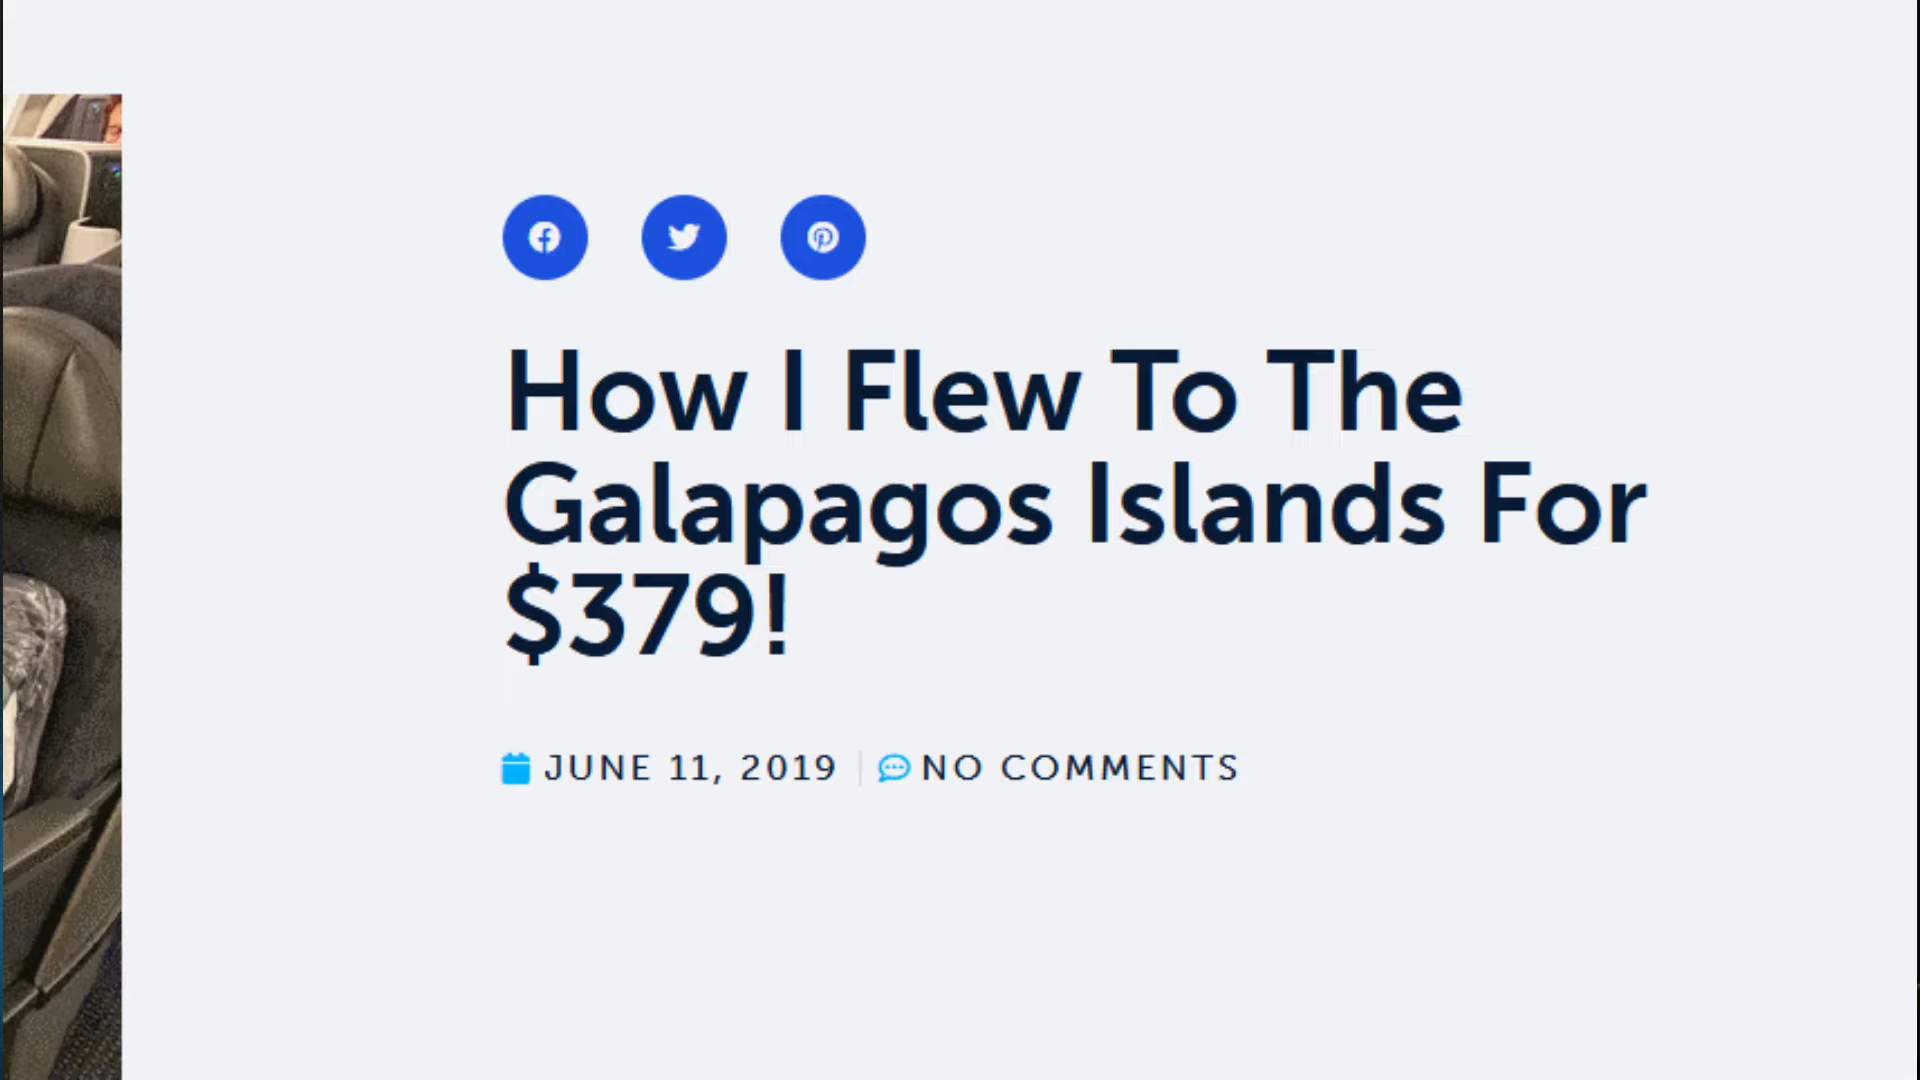 How I Flew To The
Galapagos Islands For
$379!
JUNE 11, 2019 NO COMMENTS